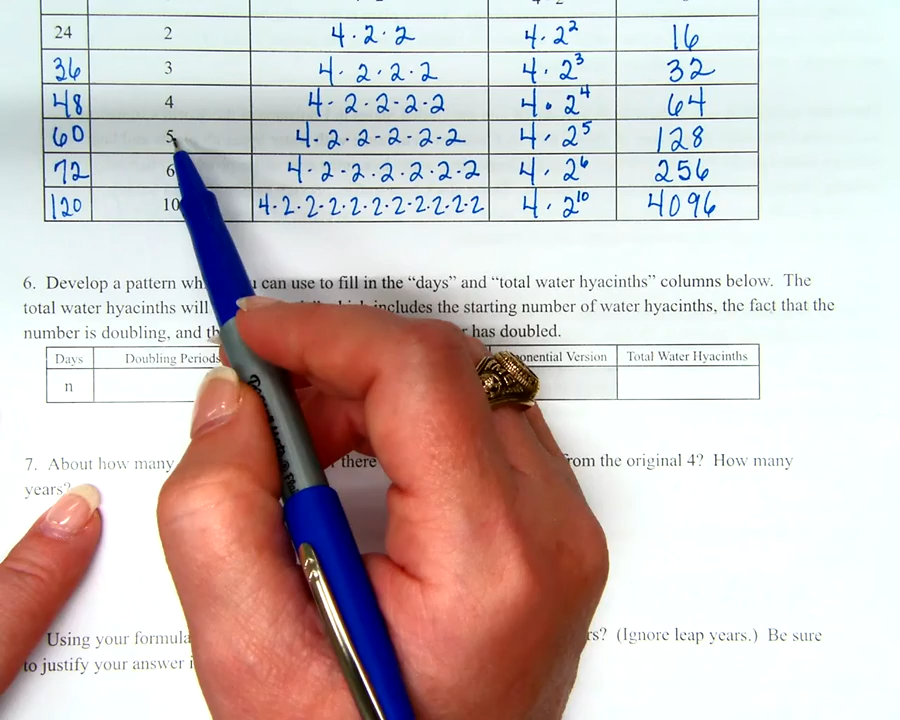 24 2 4·2·2 4·2² 16
36 3 4·2·2·2 4·2³ 32
48 4 4·2·2·2·2 4·2⁴ 64
60 5 4·2·2·2·2·2 4·2⁵ 128
72 6 4·2·2·2·2·2·2 4·2⁶ 256
120 10 4·2·2·2·2·2·2·2·2·2·2 4·2¹⁰ 4096
6. Develop a pattern can use to fill in the “days” and “total water hyacinths” columns below. The
total water hyacinths will includes the starting number of water hyacinths, the fact that the
number is doubling, and has doubled.
Days Doubling Periods Version Total Water Hyacinths
n
7. About how many there from the original 4? How many
years?
Using your formula (Ignore leap years.) Be sure
to justify your answer